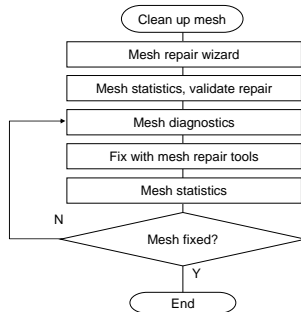 Clean up mesh
Mesh repair wizard
Mesh statistics, validate repair
Mesh diagnostics
Fix with mesh repair tools
Mesh statistics
N
Mesh fixed?
Y
End